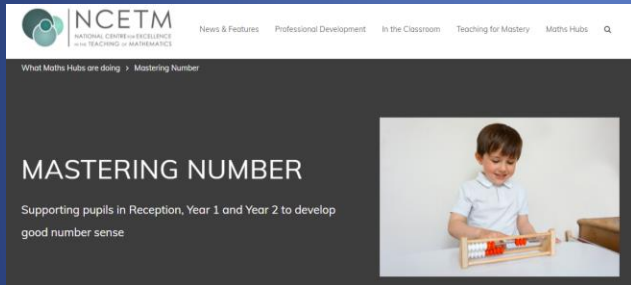 NCETM
NATIONAL CENTRE FOR EXCELLENCE
IN THE TEACHING OF MATHEMATICS
News & Features Professional Development In the Classroom Teaching for Mastery Maths Hubs
What Maths Hubs are doing > Mastering Number
MASTERING NUMBER
Supporting pupils in Reception, Year 1 and Year 2 to develop
good number sense